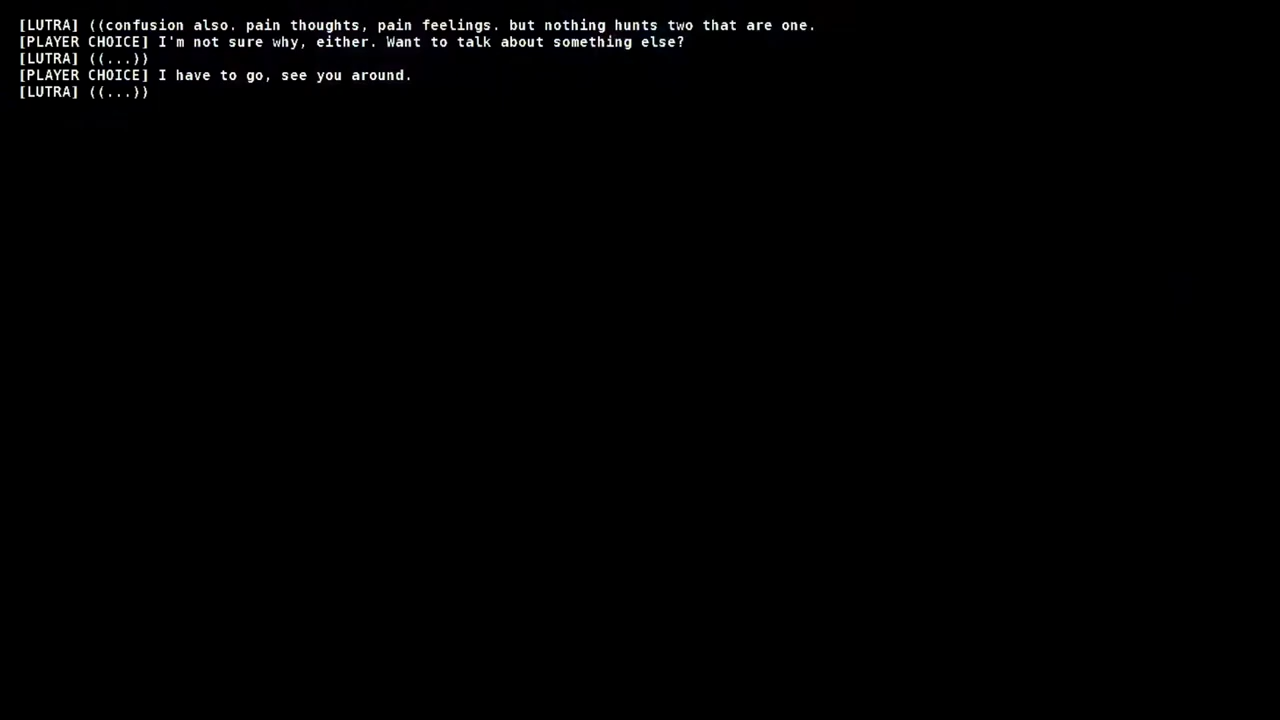 [LUTRA] ((confusion also. pain thoughts, pain feelings. but nothing hunts two that are one.
[PLAYER CHOICE] I'm not sure why, either. Want to talk about something else?
[LUTRA] ((...))
[PLAYER CHOICE] I have to go, see you around.
[LUTRA] ((...))